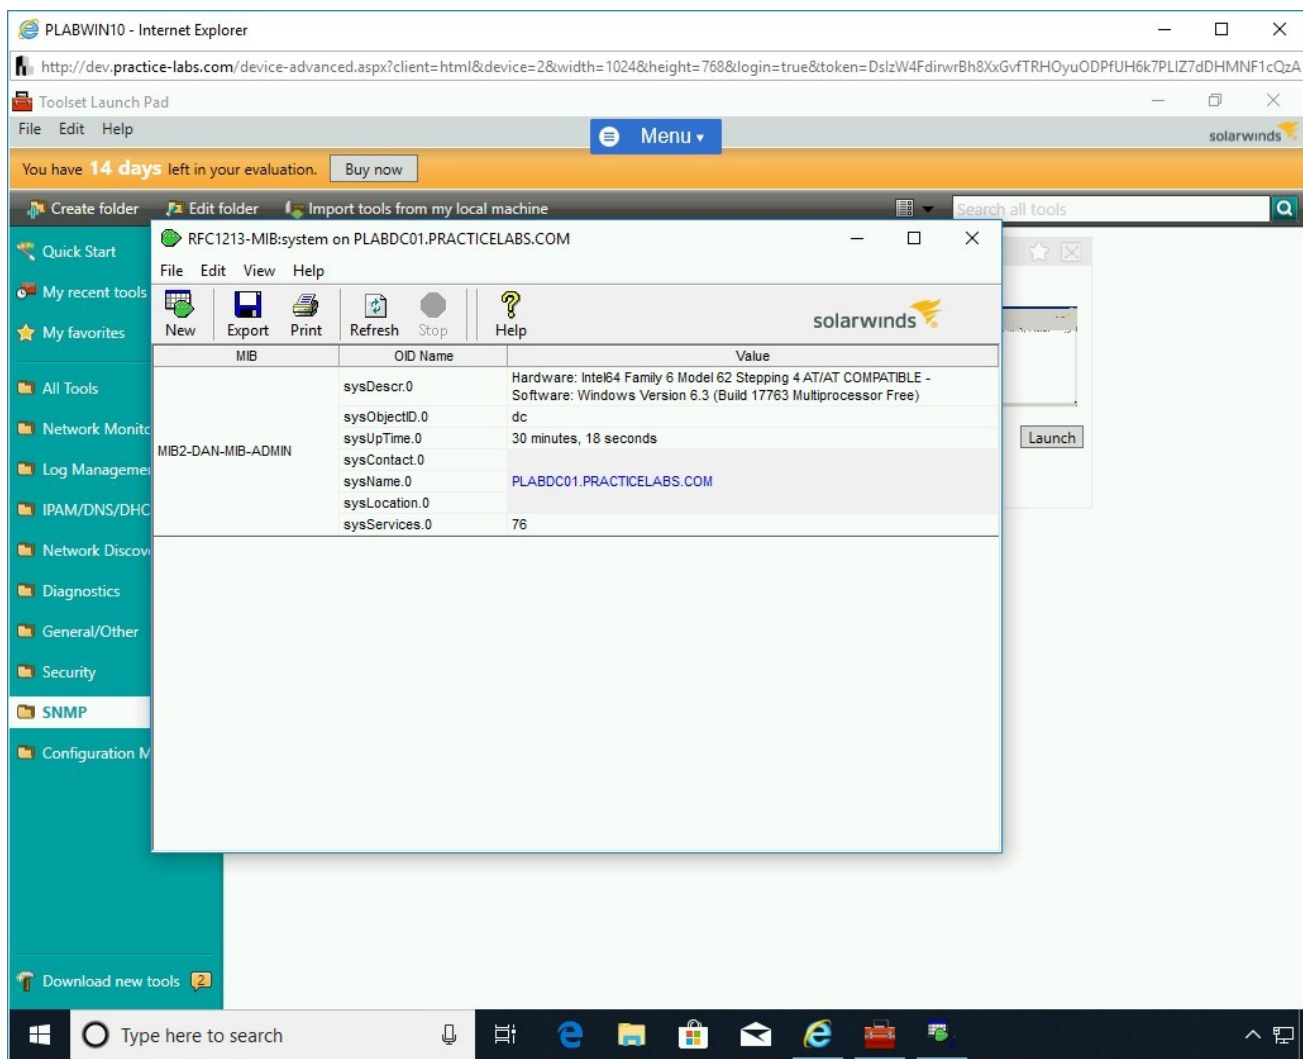 PLABWIN10 - Internet Explorer
http://dev.practice-labs.com/device-advanced.aspx?client=html&device=2&width=1024&height=768&login=true&token=DslzW4FdirwrBh8XxGvfTRHOyuODPfUH6k7PLIZ7dDHMNF1cQzA
Toolset Launch Pad
File Edit Help
Menu
solarwinds
You have 14 days left in your evaluation. Buy now
Create folder Edit folder Import tools from my local machine Search all tools
Quick Start
My recent tools
My favorites
All Tools
Network Monito
Log Managemen
IPAM/DNS/DHC
Network Discov
Diagnostics
General/Other
Security
SNMP
Configuration M
Download new tools 2
RFC1213-MIB:system on PLABDC01.PRACTICELABS.COM
File Edit View Help
New Export Print Refresh Stop Help
solarwinds
MIB OID Name Value
MIB2-DAN-MIB-ADMIN
sysDescr.0 Hardware: Intel64 Family 6 Model 62 Stepping 4 AT/AT COMPATIBLE -
Software: Windows Version 6.3 (Build 17763 Multiprocessor Free)
sysObjectID.0 dc
sysUpTime.0 30 minutes, 18 seconds
sysContact.0
sysName.0 PLABDC01.PRACTICELABS.COM
sysLocation.0
sysServices.0 76
Launch
Type here to search